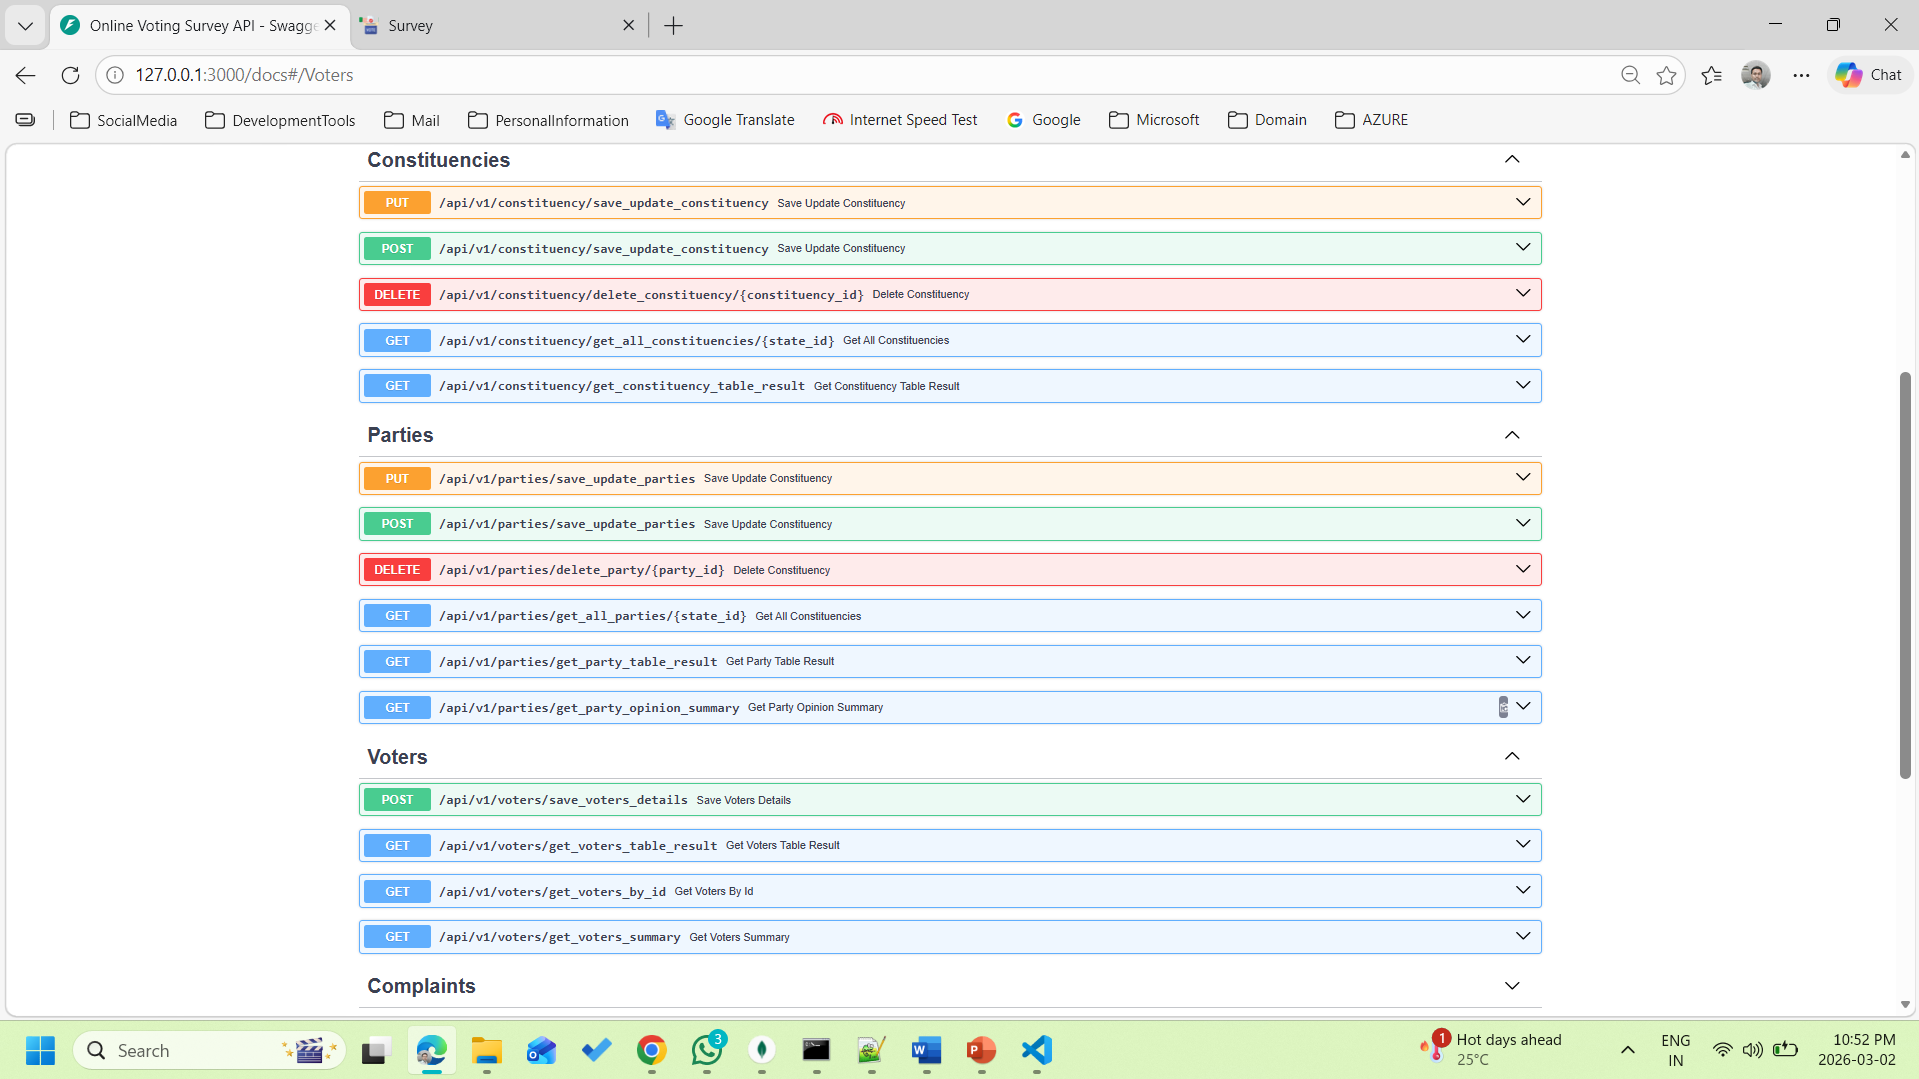 Online Voting Survey API - Swagge
Survey
127.0.0.1:3000/docs#/Voters
Chat
SocialMedia
DevelopmentTools
Mail
PersonalInformation
Google Translate
Internet Speed Test
Google
Microsoft
Domain
AZURE
Constituencies
PUT /api/v1/constituency/save_update_constituency Save Update Constituency
POST /api/v1/constituency/save_update_constituency Save Update Constituency
DELETE /api/v1/constituency/delete_constituency/{constituency_id} Delete Constituency
GET /api/v1/constituency/get_all_constituencies/{state_id} Get All Constituencies
GET /api/v1/constituency/get_constituency_table_result Get Constituency Table Result
Parties
PUT /api/v1/parties/save_update_parties Save Update Constituency
POST /api/v1/parties/save_update_parties Save Update Constituency
DELETE /api/v1/parties/delete_party/{party_id} Delete Constituency
GET /api/v1/parties/get_all_parties/{state_id} Get All Constituencies
GET /api/v1/parties/get_party_table_result Get Party Table Result
GET /api/v1/parties/get_party_opinion_summary Get Party Opinion Summary
Voters
POST /api/v1/voters/save_voters_details Save Voters Details
GET /api/v1/voters/get_voters_table_result Get Voters Table Result
GET /api/v1/voters/get_voters_by_id Get Voters By Id
GET /api/v1/voters/get_voters_summary Get Voters Summary
Complaints
Search
3
1
Hot days ahead
25°C
ENG
IN
10:52 PM
2026-03-02